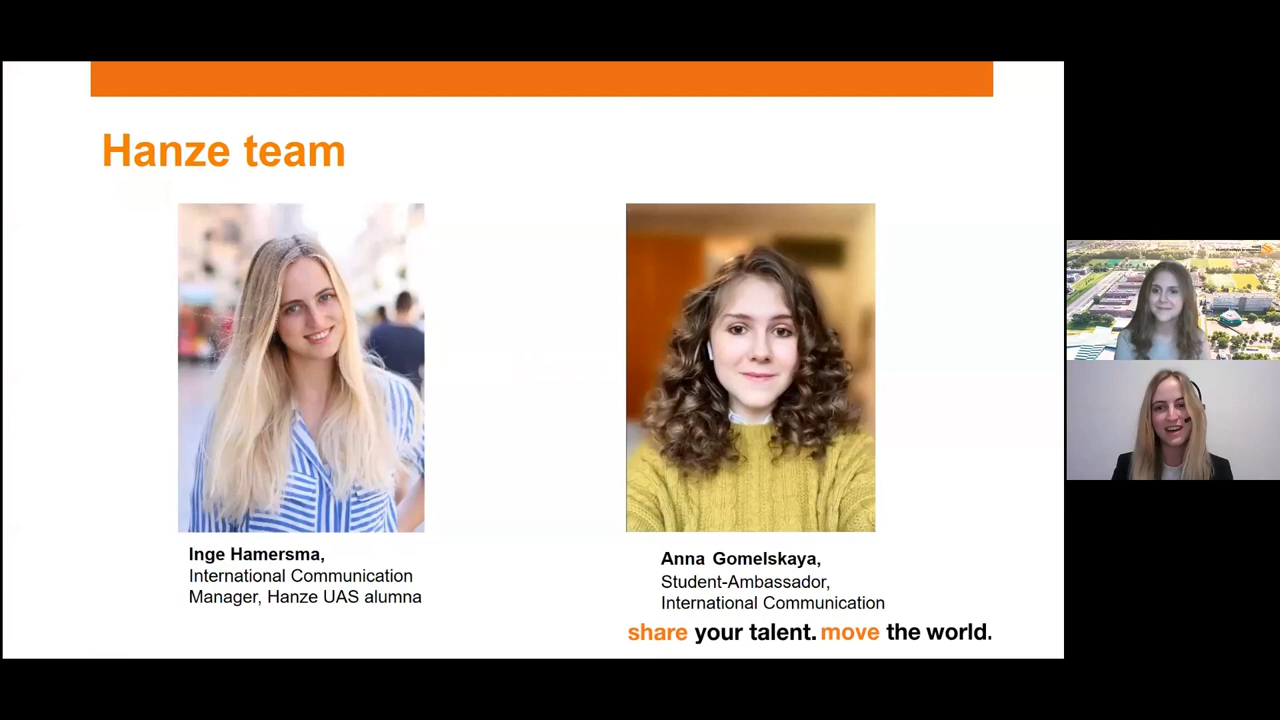 Hanze team
Inge Hamersma,
International Communication
Manager, Hanze UAS alumna
Anna Gomelskaya,
Student-Ambassador,
International Communication
share your talent. move the world.